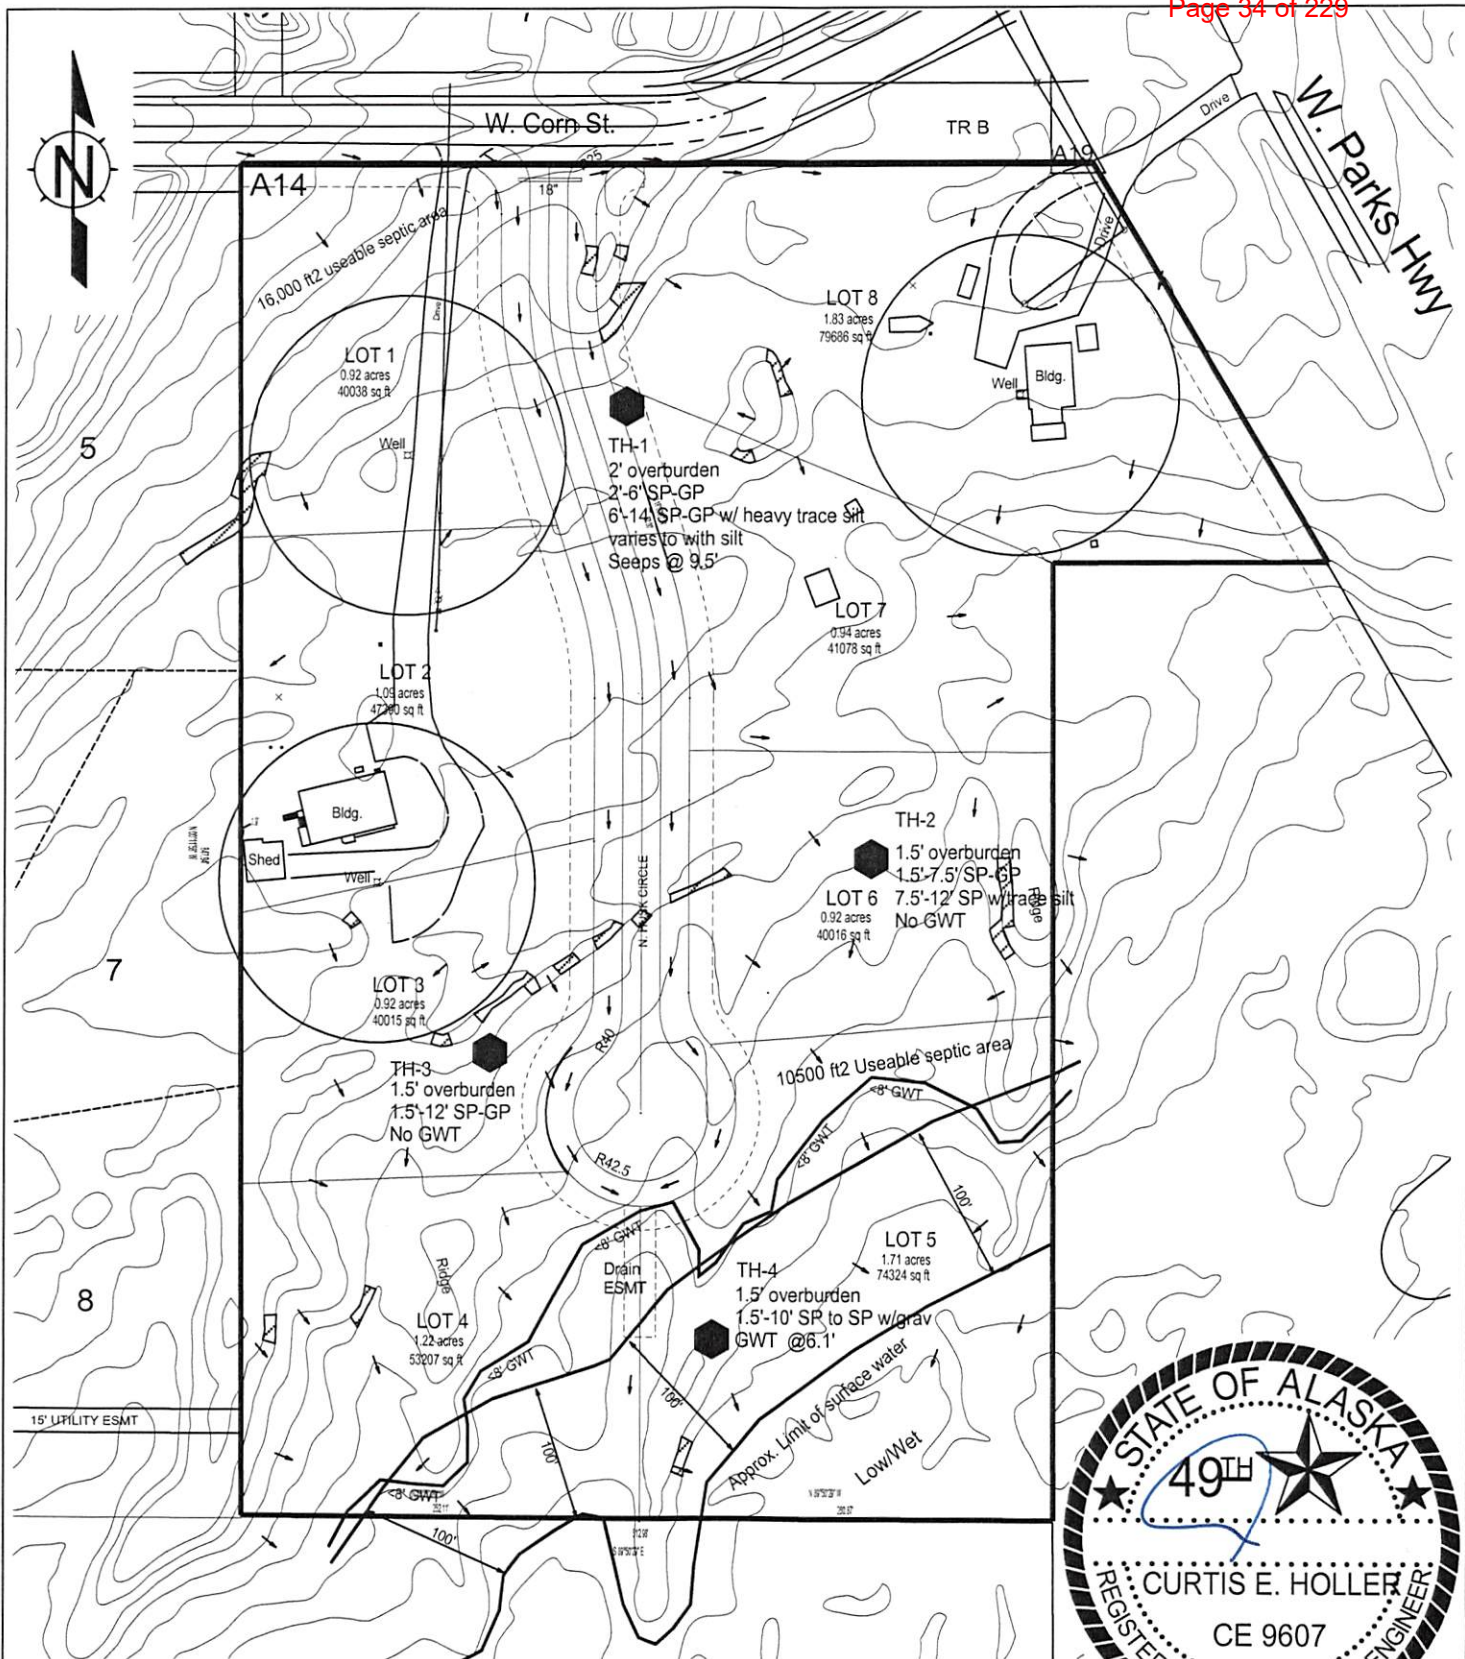 Page 34 of 229
N
W. Corn St.
TR B
Drive
W. Parks Hwy
A14
A19
18"
16,000 ft2 useable septic area
Drive
Drive
LOT 1
0.92 acres
40038 sq ft
Well
LOT 8
1.83 acres
79686 sq ft
Well
Bldg.
5
TH-1
2' overburden
2'-6' SP-GP
6'-14' SP-GP w/ heavy trace silt
varies to with silt
Seeps @ 9.5'
LOT 7
0.94 acres
41078 sq ft
LOT 2
1.09 acres
Bldg.
Shed
Well
TH-2
1.5' overburden
1.5'-7.5' SP-GP
7.5'-12' SP w/trace silt
No GWT
LOT 6
0.92 acres
40016 sq ft
Ridge
N. HUSK CIRCLE
7
LOT 3
0.92 acres
40015 sq ft
R40
TH-3
1.5' overburden
1.5'-12' SP-GP
No GWT
10500 ft2 Useable septic area
<8' GWT
<8' GWT
R42.5
100'
<8' GWT
Drain
ESMT
LOT 5
1.71 acres
74324 sq ft
TH-4
1.5' overburden
1.5'-10' SP to SP w/grav
GWT @6.1'
Ridge
8
LOT 4
1.22 acres
53207 sq ft
<8' GWT
100'
100'
Approx. Limit of surface water
Low/Wet
15' UTILITY ESMT
<8' GWT
100'
STATE OF ALASKA
49TH
CURTIS E. HOLLER
CE 9607
ENGINEER